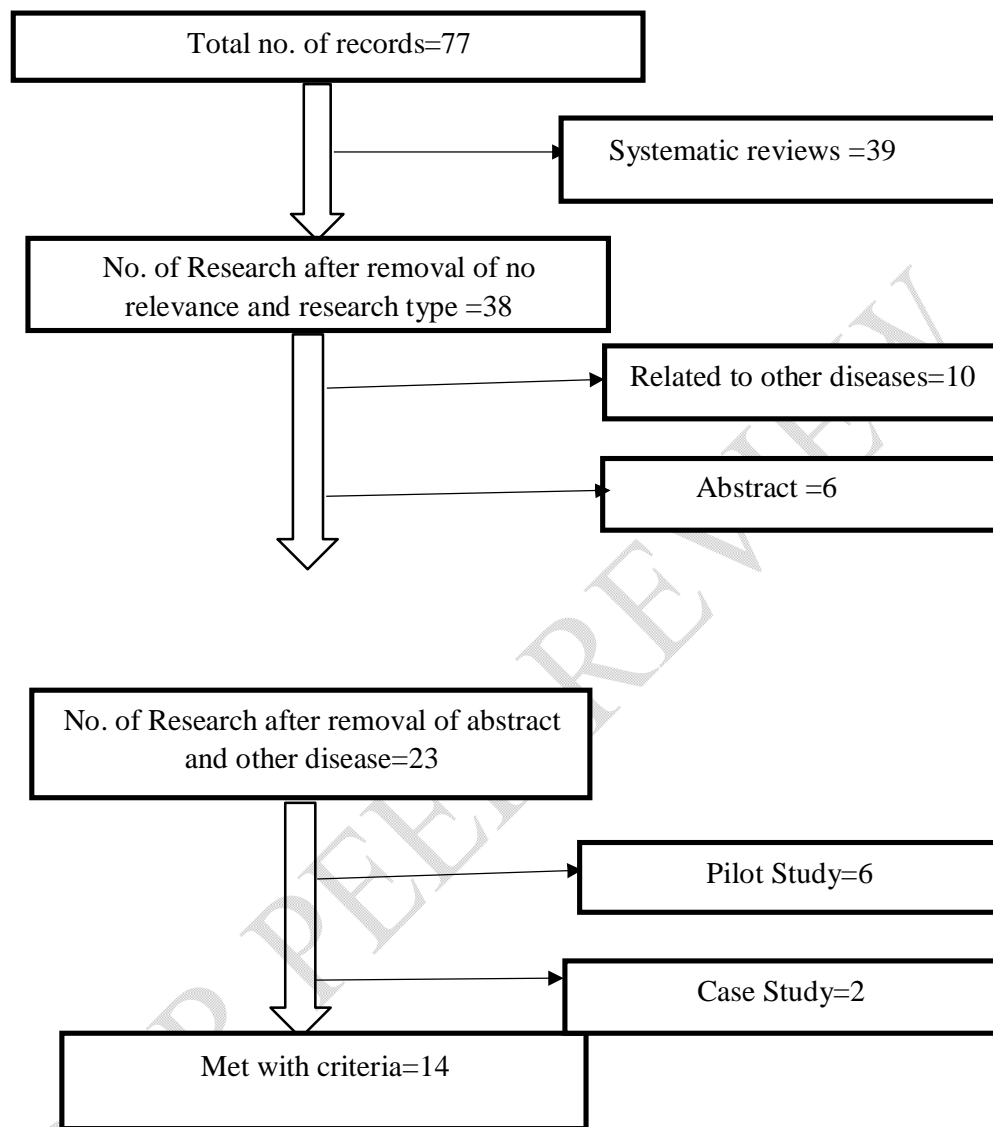 Total no. of records=77
Systematic reviews =39
No. of Research after removal of no
relevance and research type =38
Related to other diseases=10
Abstract =6
No. of Research after removal of abstract
and other disease=23
Pilot Study=6
Case Study=2
Met with criteria=14
PEER REVIEW